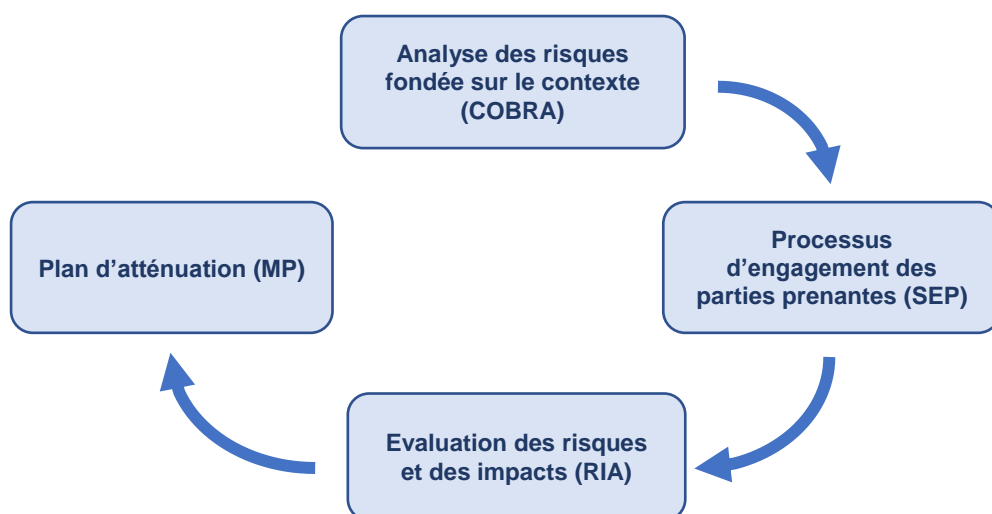 Analyse des risques
fondée sur le contexte
(COBRA)
Processus
d’engagement des
parties prenantes (SEP)
Evaluation des risques
et des impacts (RIA)
Plan d’atténuation (MP)